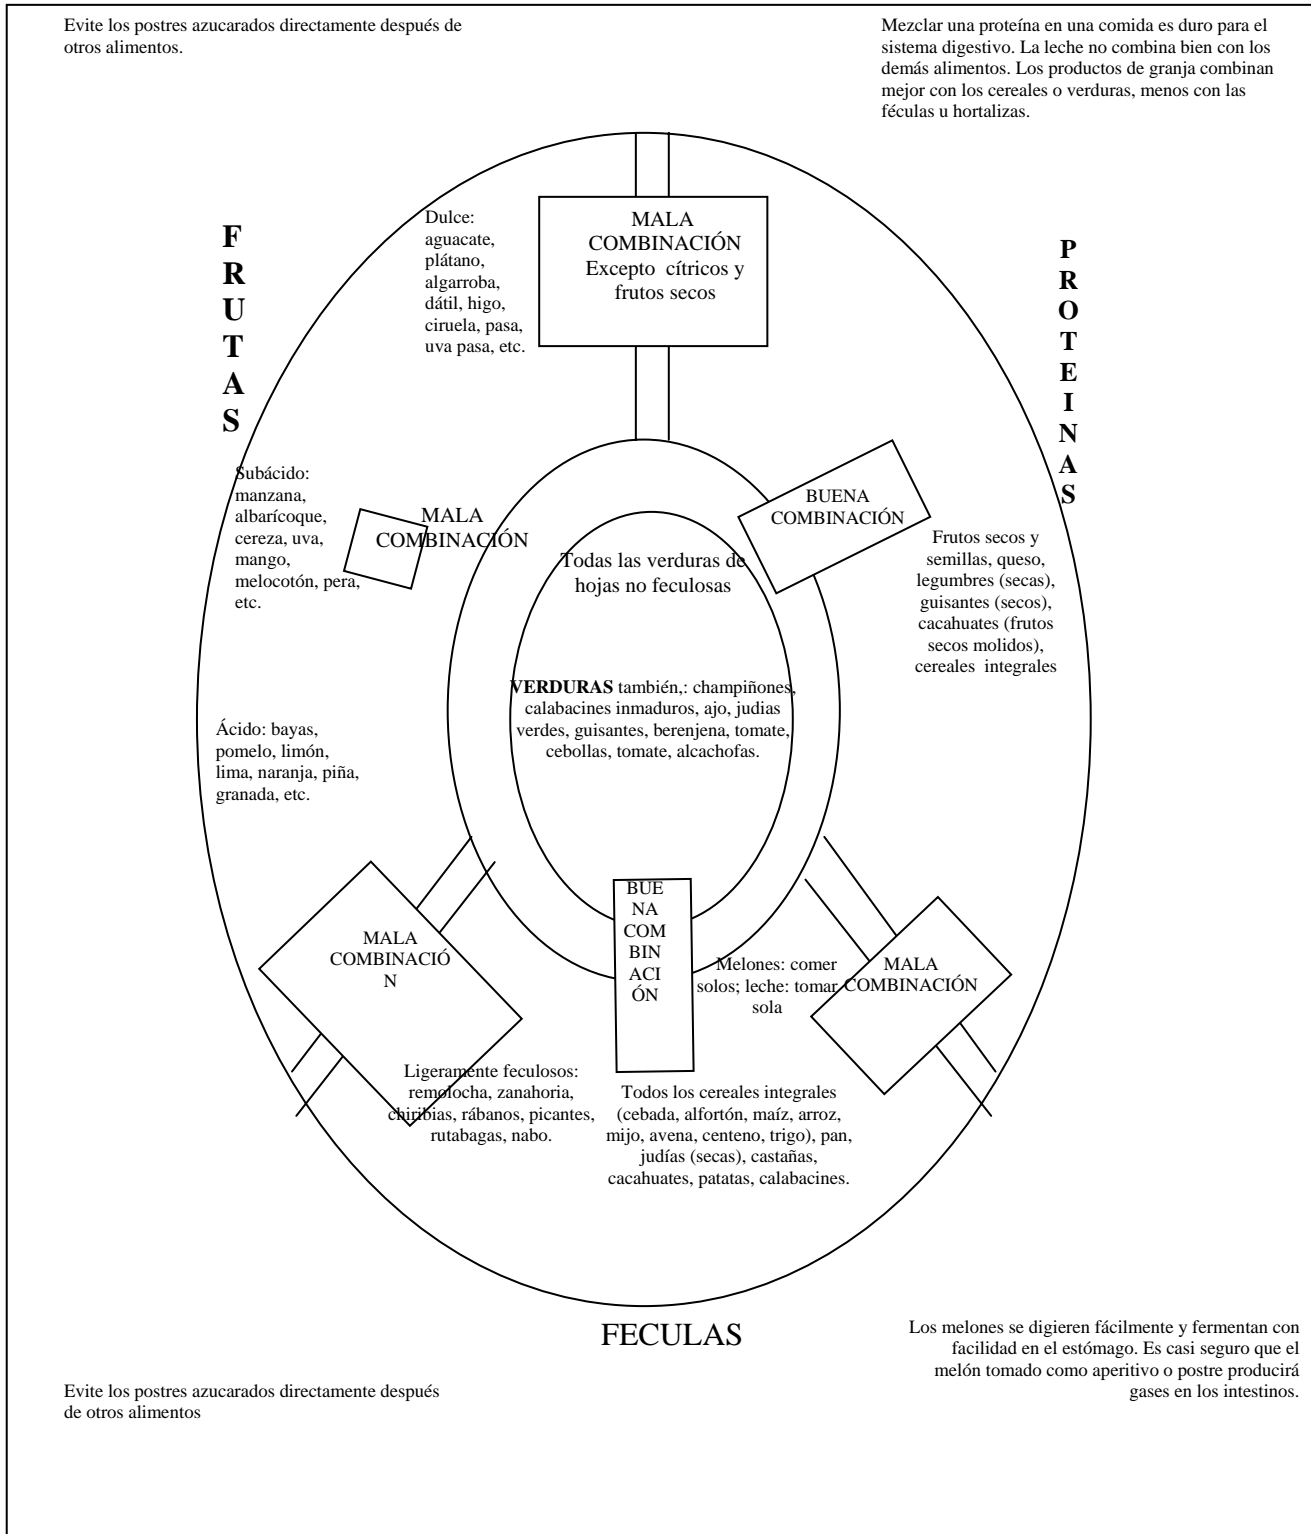 Evite los postres azucarados directamente después de
otros alimentos.
Mezclar una proteína en una comida es duro para el
sistema digestivo. La leche no combina bien con los
demás alimentos. Los productos de granja combinan
mejor con los cereales o verduras, menos con las
féculas u hortalizas.
F
R
U
T
A
S
Dulce:
aguacate,
plátano,
algarroba,
dátil, higo,
ciruela, pasa,
uva pasa, etc.
MALA
COMBINACIÓN
Excepto cítricos y
frutos secos
P
R
O
T
E
I
N
A
S
Subácido:
manzana,
albarícoque,
cereza, uva,
mango,
melocotón, pera,
etc.
MALA
COMBINACIÓN
BUENA
COMBINACIÓN
Todas las verduras de
hojas no feculosas
Frutos secos y
semillas, queso,
legumbres (secas),
guisantes (secos),
cacahuates (frutos
secos molidos),
cereales integrales
VERDURAS también,: champiñones,
calabacines inmaduros, ajo, judias
verdes, guisantes, berenjena, tomate,
cebollas, tomate, alcachofas.
Ácido: bayas,
pomelo, limón,
lima, naranja, piña,
granada, etc.
MALA
COMBINACIÓ
N
BUE
NA
COM
BIN
ACI
ÓN
Melones: comer
solos; leche: tomar
sola
MALA
COMBINACIÓN
Ligeramente feculosos:
remolocha, zanahoria,
chiribias, rábanos, picantes,
rutabagas, nabo.
Todos los cereales integrales
(cebada, alfortón, maíz, arroz,
mijo, avena, centeno, trigo), pan,
judías (secas), castañas,
cacahuates, patatas, calabacines.
FECULAS
Los melones se digieren fácilmente y fermentan con
facilidad en el estómago. Es casi seguro que el
melón tomado como aperitivo o postre producirá
gases en los intestinos.
Evite los postres azucarados directamente después
de otros alimentos